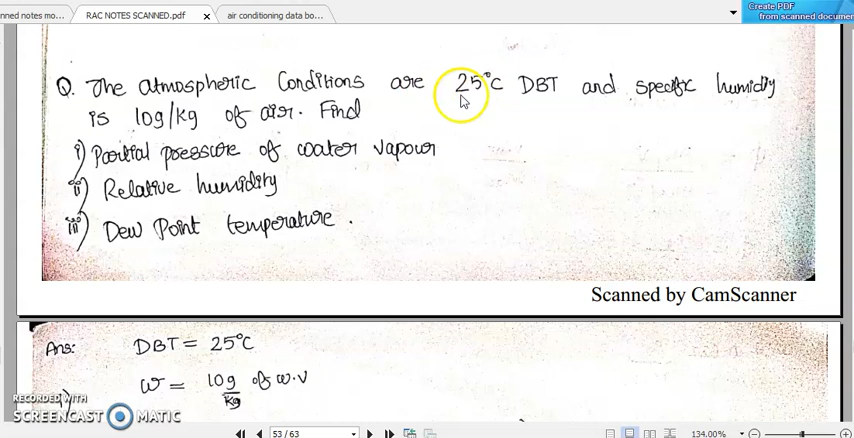 nned notes mo...
RAC NOTES SCANNED.pdf
×
air conditioning data bo...
Create PDF
from scanned document
Q. The atmospheric Conditions are 25°C DBT and specific humidity
is 10g/kg of air. Find
i) Partial pressure of water vapour
ii) Relative humidity
iii) Dew Point temperature.
Scanned by CamScanner
Ans: DBT = 25°C
W = 10g/kg of w.v
RECORDED WITH
SCREENCAST MATIC
53 / 63
134.00%